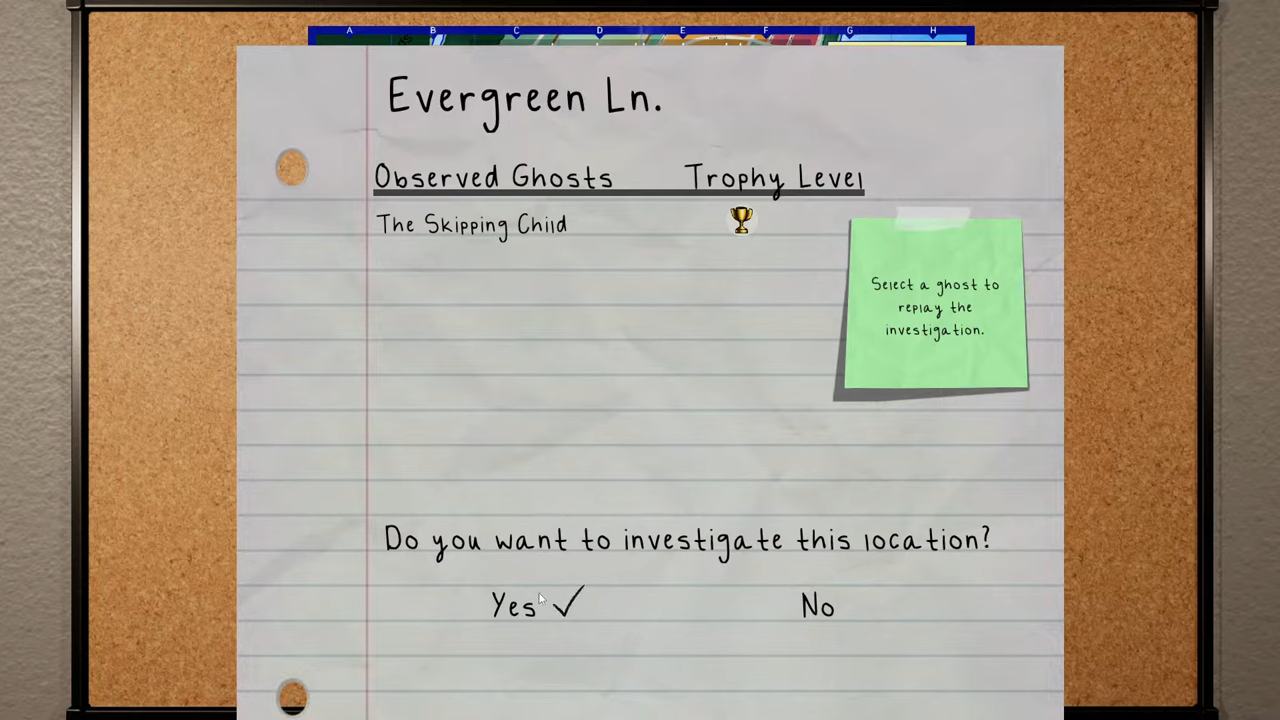 A B C D E F G H
Evergreen Ln.
Observed Ghosts Trophy Level
The Skipping Child
Select a ghost to
replay the
investigation.
Do you want to investigate this location?
Yes ✓ No